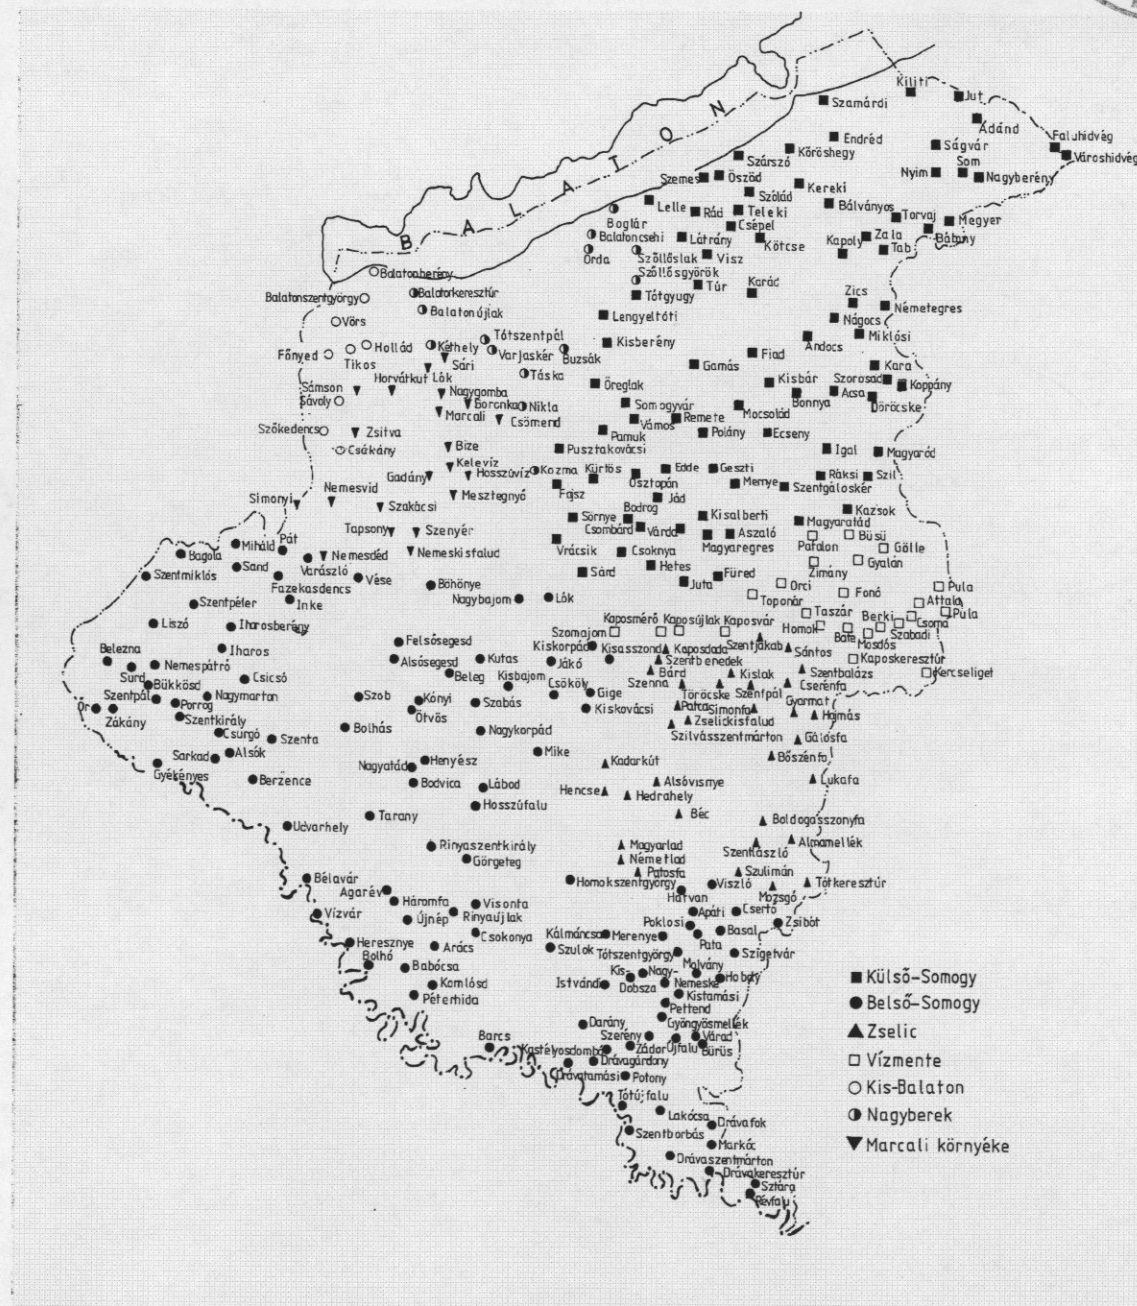 BALATON
Kiliti
Jut
Szamárdi
Ádánd
Endréd
Faluhidvég
Ságvár
Városhidvég
Kőröshegy
Szárszó
Som
Nyim
Nagyberény
Szemes
Öszöd
Kereki
Szólád
Lelle
Rád
Teleki
Bálványos
Torvaj
Megyer
Boglár
Csépel
Bábony
Balatoncsehi
Látrány
Kötcse
Zala
Kapoly
Tab
Orda
Szőllőslak
Visz
Balatonberény
Szőllősgyörök
Túr
Karád
Balatonszentgyörgy
Balatonkeresztúr
Tótgyugy
Zics
Németegres
Balatonújlak
Lengyeltóti
Nágocs
Vörs
Miklósi
Tótszentpál
Andocs
Hollád
Kéthely
Varjaskér
Buzsák
Kisberény
Főnyed
Tikos
Sári
Fiad
Gamás
Kara
Horvátkut
Lók
Táska
Kisbár
Szorosad
Koppány
Sámson
Öreglak
Nagygomba
Bonnya
Acsa
Döröcske
Sávoly
Boronka
Nikla
Somogyvár
Mocsolád
Marcali
Csömend
Vámos
Remete
Szőkedencs
Zsitva
Pamuk
Polány
Ecseny
Csákány
Bize
Pusztakovácsi
Igal
Magyaród
Kelevíz
Gadány
Hosszúvíz
Kozma
Kürtös
Edde
Geszti
Ráksi
Szil
Osztopán
Mernye
Szentgáloskér
Nemesvid
Fajsz
Simonyi
Mesztegnyő
Jád
Szakácsi
Bodrog
Kazsok
Sörnye
Kisalberti
Magyaratád
Tapsony
Szenyér
Csombárd
Várda
Aszaló
Büsü
Patalon
Miháld
Pát
Vrácsik
Magyaregres
Gölle
Bagola
Nemesdéd
Nemeskisfalud
Csoknya
Gyalán
Varászló
Zimány
Sand
Hetes
Szentmiklós
Vése
Sárd
Füred
Fazekasdencs
Böhönye
Juta
Orci
Pula
Inke
Nagybajom
Lók
Toponár
Fonó
Attala
Szentpéler
Taszár
Pula
Liszó
Iharosberény
Kaposmérő
Kaposújlak
Kaposvár
Berki
Csoma
Szomajom
Homok
Bate
Szabadi
Felsősegesd
Kiskorpád
Szentjákab
Mosdós
Iharos
Kisasszond
Kaposdada
Sántos
Belezna
Alsósegesd
Kutas
Jákó
Szentbenedek
Kaposkeresztúr
Nemespátró
Beleg
Bárd
Kislak
Szentbalázs
Surd
Csicsó
Kisbajom
Kercseliget
Bükkösd
Csököly
Szenna
Cserénfa
Szentpál
Nagymarton
Szob
Kónyi
Szabás
Gige
Töröcske
Szentpál
Porrog
Gyarmat
Őr
Ötvös
Kiskovácsi
Patca
Simonfa
Hajmás
Zákány
Szentkirály
Zselickisfalud
Csurgó
Bolhás
Nagykorpád
Szilvásszentmárton
Szenta
Gálosfa
Alsók
Mike
Sarkad
Henyész
Bőszénfa
Gyékényes
Nagyatád
Kadarkút
Berzence
Bodvica
Lábod
Alsóvisnye
Lukafa
Hencse
Hedrahely
Hosszúfalu
Béc
Tarany
Boldogasszonyfa
Udvarhely
Rinyaszentkirály
Magyarlad
Almamellék
Szentlászló
Görgeteg
Németlad
Patosfa
Szulimán
Bélavár
Homokszentgyörgy
Viszló
Tótkeresztúr
Agarév
Hátvan
Mozsgó
Háromfa
Visonta
Apáti
Csertő
Vízvár
Újnép
Rinyaújlak
Poklosi
Zsibót
Csokonya
Kálmáncsa
Merenye
Basal
Heresznye
Pata
Arács
Szulok
Tótszentgyörgy
Szigetvár
Bolhó
Babócsa
Molvány
Kis-
Nagy-
Dobsza
Istvándi
Nemeske
Komlósd
Kistamási
Péterhida
Pettend
Darány
Gyöngyösmellék
Barcs
Szerény
Várad
Kastélyosdombó
Zádor
Újfalu
Bürüs
Drávagárdony
Drávatamási
Potony
Tótújfalu
Lakócsa
Drávafok
Szentborbás
Markóc
Drávaszentmárton
Drávakeresztúr
Sztára
Révfalu
Külső-Somogy
Belső-Somogy
Zselic
Vízmente
Kis-Balaton
Nagyberek
Marcali környéke